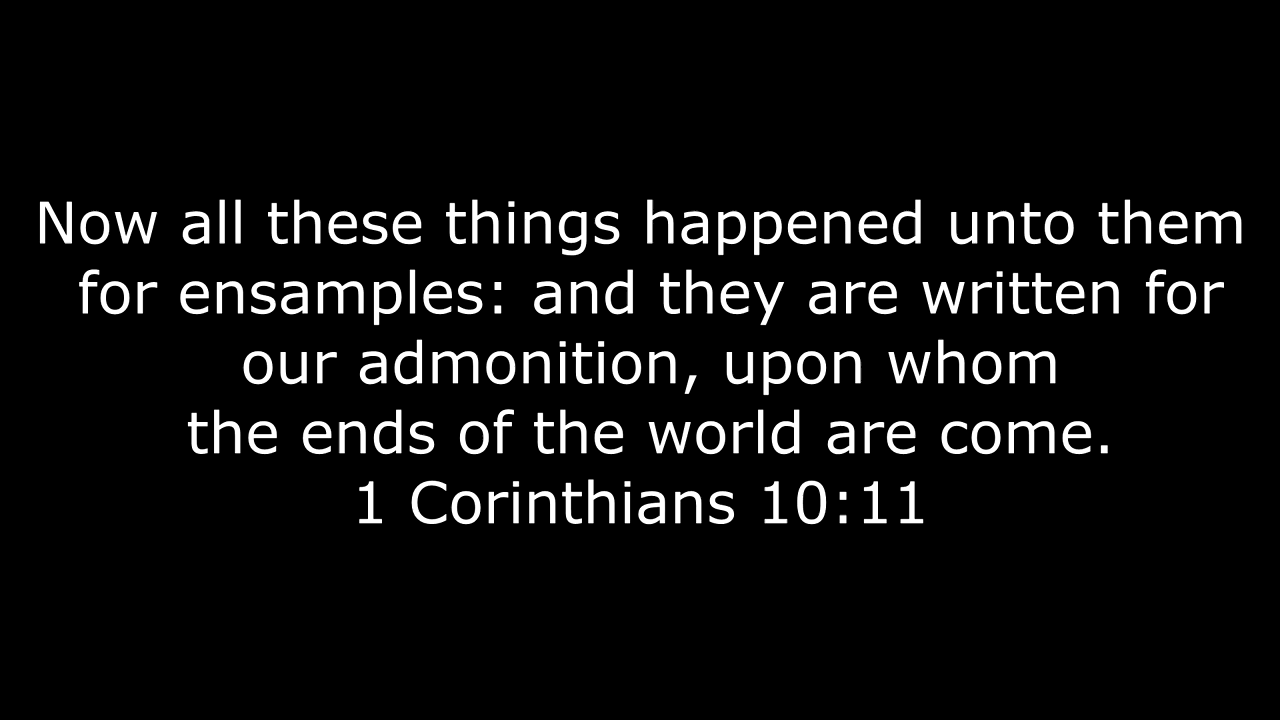 Now all these things happened unto them
for ensamples: and they are written for
our admonition, upon whom
the ends of the world are come.
1 Corinthians 10:11